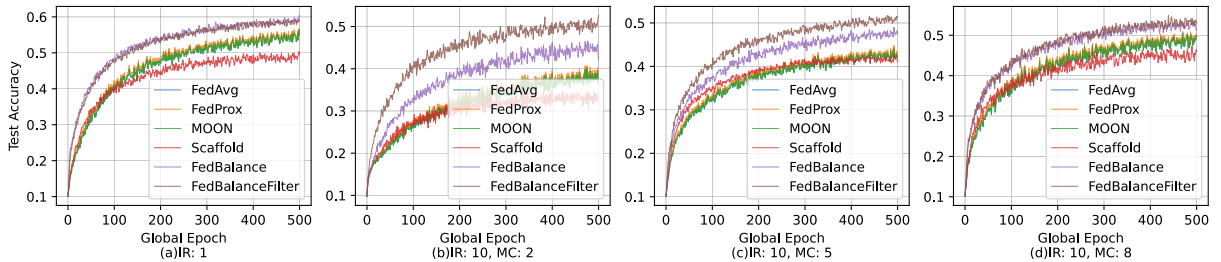 Test Accuracy
0.6
0.5
0.4
0.3
0.2
0.1
FedAvg
FedProx
MOON
Scaffold
FedBalance
FedBalanceFilter
0 100 200 300 400 500
Global Epoch
(a)IR: 1
0.5
0.4
0.3
0.2
0.1
FedAvg
FedProx
MOON
Scaffold
FedBalance
FedBalanceFilter
0 100 200 300 400 500
Global Epoch
(b)IR: 10, MC: 2
0.5
0.4
0.3
0.2
0.1
FedAvg
FedProx
MOON
Scaffold
FedBalance
FedBalanceFilter
0 100 200 300 400 500
Global Epoch
(c)IR: 10, MC: 5
0.5
0.4
0.3
0.2
0.1
FedAvg
FedProx
MOON
Scaffold
FedBalance
FedBalanceFilter
0 100 200 300 400 500
Global Epoch
(d)IR: 10, MC: 8